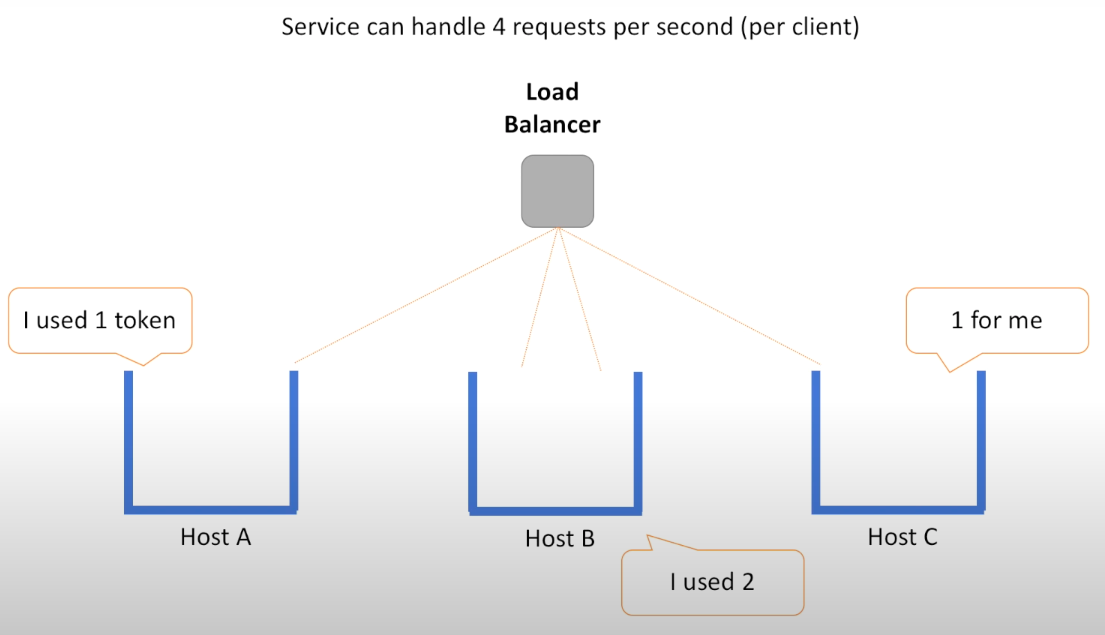 Service can handle 4 requests per second (per client)
Load
Balancer
I used 1 token
1 for me
Host A
Host B
Host C
I used 2